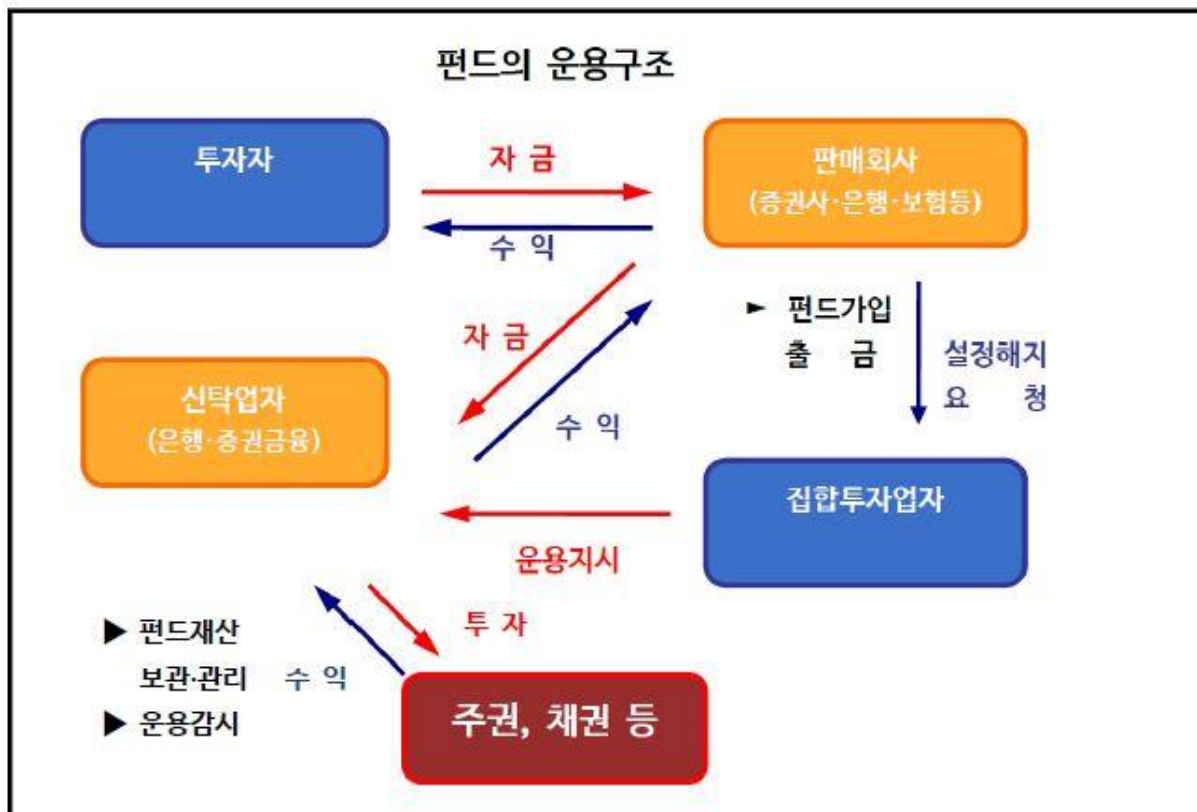 펀드의 운용구조
투자자
자 금
판매회사
(증권사·은행·보험등)
수 익
► 펀드가입
출 금
설정해지
요 청
자 금
신탁업자
(은행·증권금융)
수 익
집합투자업자
운용지시
투 자
▶ 펀드재산
보관·관리
수 익
▶ 운용감시
주권, 채권 등